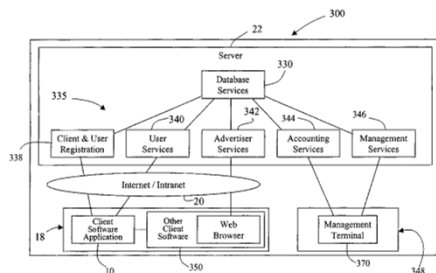 22
300
Server
Database
Services
330
335
340
342
344
346
Client & User
Registration
User
Services
Advertiser
Services
Accounting
Services
Management
Services
338
Internet / Intranet
20
18
Client
Software
Application
Other
Client
Software
Web
Browser
Management
Terminal
10
350
370
348